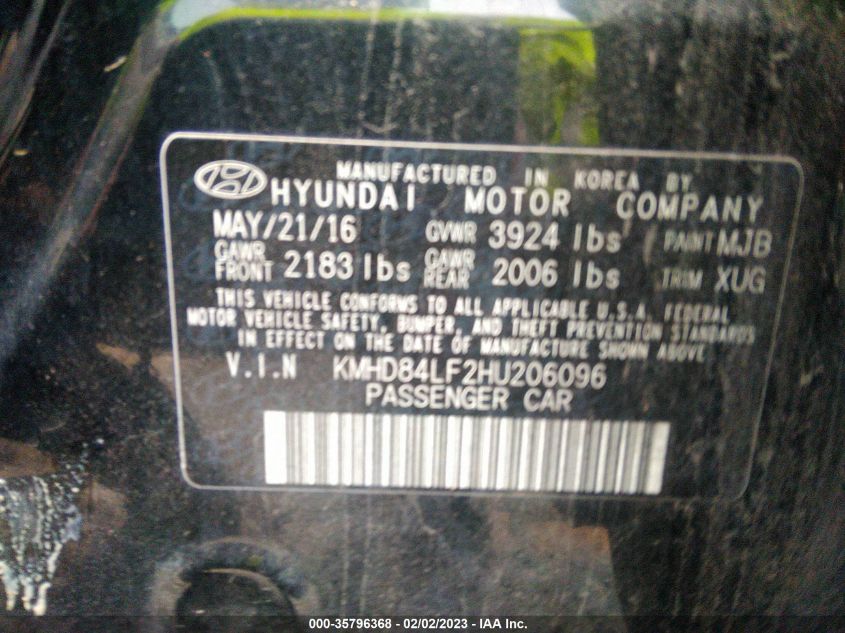 MANUFACTURED IN KOREA BY
HYUNDAI MOTOR COMPANY
MAY/21/16 GVWR 3924 lbs PAINT MJB
GAWR FRONT 2183 lbs GAWR REAR 2006 lbs TRIM XUG
THIS VEHICLE CONFORMS TO ALL APPLICABLE U.S.A. FEDERAL
MOTOR VEHICLE SAFETY, BUMPER, AND THEFT PREVENTION STANDARDS
IN EFFECT ON THE DATE OF MANUFACTURE SHOWN ABOVE
V.I.N KMHD84LF2HU206096
PASSENGER CAR
000-35796368 - 02/02/2023 - IAA Inc.